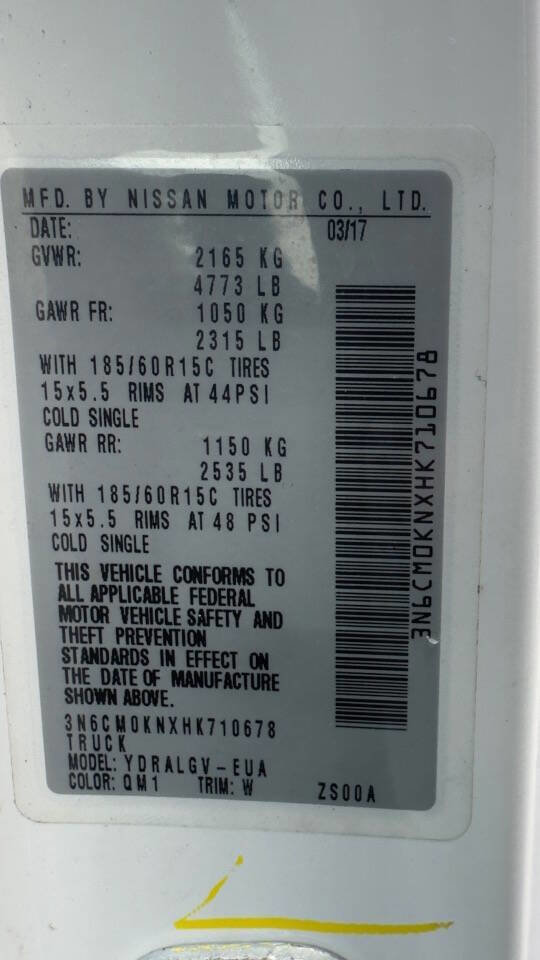 MFD. BY NISSAN MOTOR CO., LTD.
DATE: 03/17
GVWR: 2165 KG
4773 LB
GAWR FR: 1050 KG
2315 LB
WITH 185/60R15C TIRES
15x5.5 RIMS AT 44PSI
COLD SINGLE
GAWR RR: 1150 KG
2535 LB
WITH 185/60R15C TIRES
15x5.5 RIMS AT 48 PSI
COLD SINGLE
THIS VEHICLE CONFORMS TO
ALL APPLICABLE FEDERAL
MOTOR VEHICLE SAFETY AND
THEFT PREVENTION
STANDARDS IN EFFECT ON
THE DATE OF MANUFACTURE
SHOWN ABOVE.
3N6CM0KNXHK710678
TRUCK
MODEL: YDRALGV-EUA
COLOR: QM1 TRIM: W ZS00A
3N6CM0KNXHK710678